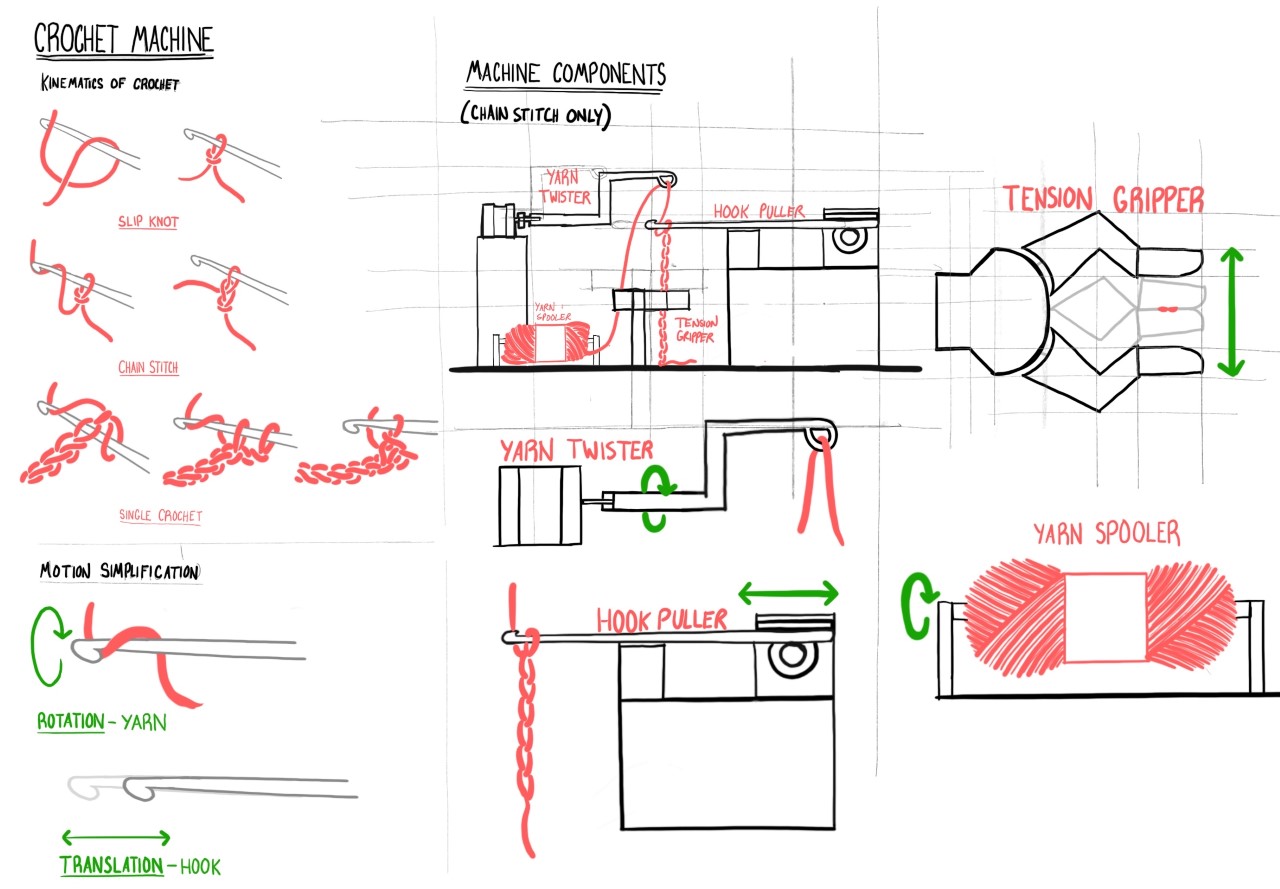 CROCHET MACHINE
KINEMATICS OF CROCHET
SLIP KNOT
CHAIN STITCH
SINGLE CROCHET
MOTION SIMPLIFICATION
ROTATION - YARN
TRANSLATION - HOOK
MACHINE COMPONENTS
(CHAIN STITCH ONLY)
YARN
TWISTER
HOOK PULLER
YARN
SPOOLER
TENSION
GRIPPER
YARN TWISTER
HOOK PULLER
TENSION GRIPPER
YARN SPOOLER